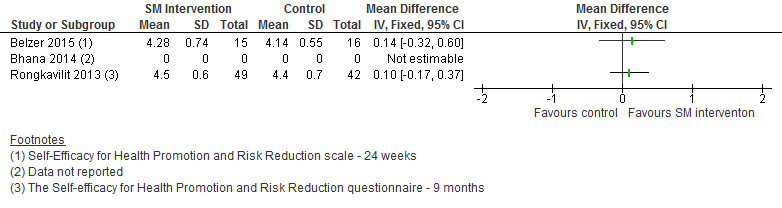 SM Intervention Control Mean Difference Mean Difference
Study or Subgroup Mean SD Total Mean SD Total IV, Fixed, 95% CI IV, Fixed, 95% CI
Belzer 2015 (1) 4.28 0.74 15 4.14 0.55 16 0.14 [-0.32, 0.60]
Bhana 2014 (2) 0 0 0 0 0 0 Not estimable
Rongkavilit 2013 (3) 4.5 0.6 49 4.4 0.7 42 0.10 [-0.17, 0.37]
-2 -1 0 1 2
Favours control Favours SM interventon
Footnotes
(1) Self-Efficacy for Health Promotion and Risk Reduction scale - 24 weeks
(2) Data not reported
(3) The Self-efficacy for Health Promotion and Risk Reduction questionnaire - 9 months